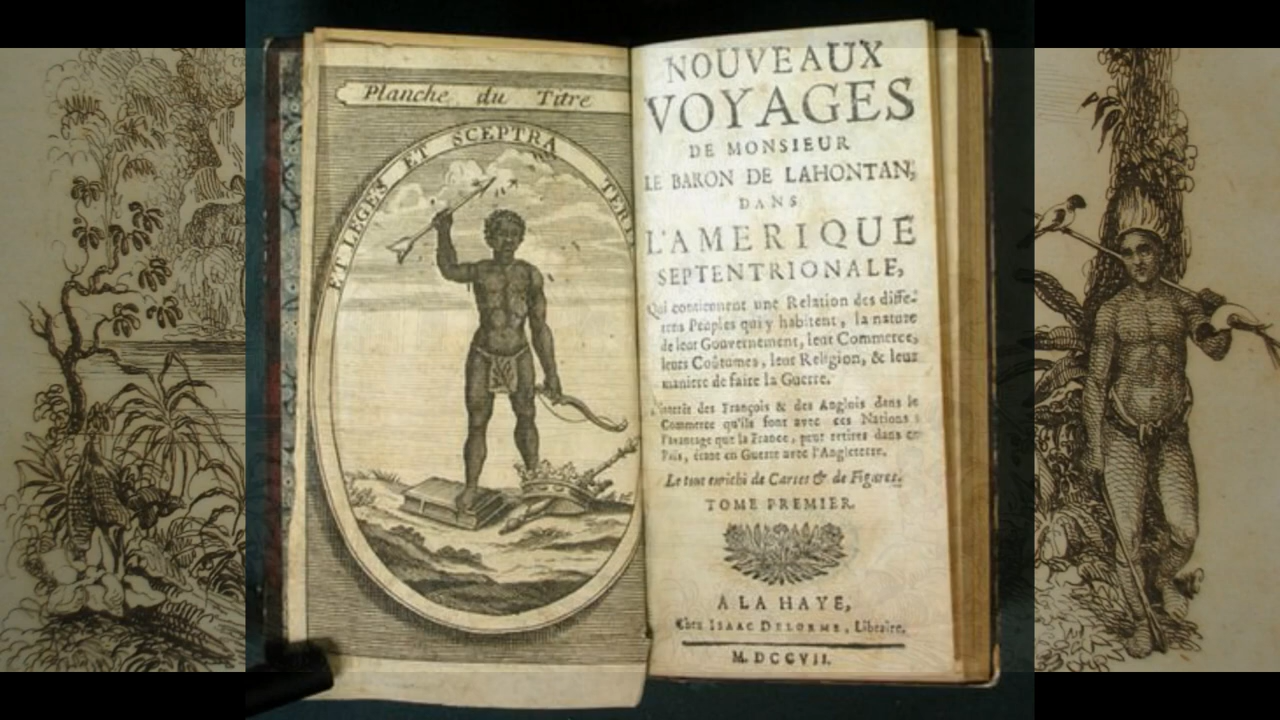 Planche du Titre
ET LEGES ET SCEPTRA TERIT
NOUVEAUX
VOYAGES
DE MONSIEUR
LE BARON DE LAHONTAN,
DANS
L'AMERIQUE
SEPTENTRIONALE,
Qui contiennent une Relation des diffe-
rens Peuples qui y habitent, la nature
de leur Gouvernement, leur Commerce,
leurs Coûtumes, leur Religion, & leur
maniere de faire la Guerre.
L'interêt des François & des Anglois dans le
Commerce qu'ils font avec ces Nations;
l'avantage que la France, peut retirer dans ce
Païs, étant en Guerre avec l'Angleterre.
Le tout enrichi de Cartes & de Figures.
TOME PREMIER.
A LA HAYE,
Chez ISAAC DELORME, Libraire.
M. DCCVII.